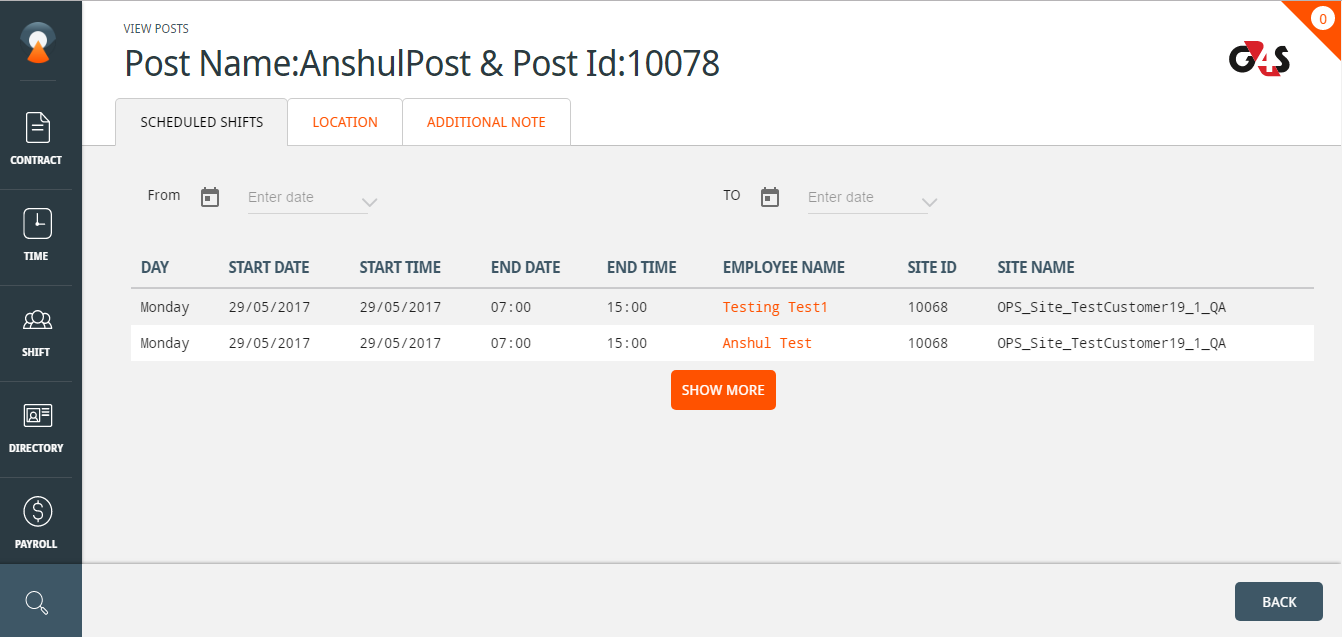 VIEW POSTS
0
Post Name:AnshulPost & Post Id:10078
G4S
SCHEDULED SHIFTS LOCATION ADDITIONAL NOTE
CONTRACT
TIME
SHIFT
DIRECTORY
PAYROLL
From Enter date TO Enter date
DAY START DATE START TIME END DATE END TIME EMPLOYEE NAME SITE ID SITE NAME
Monday 29/05/2017 29/05/2017 07:00 15:00 Testing Test1 10068 OPS_Site_TestCustomer19_1_QA
Monday 29/05/2017 29/05/2017 07:00 15:00 Anshul Test 10068 OPS_Site_TestCustomer19_1_QA
SHOW MORE
BACK